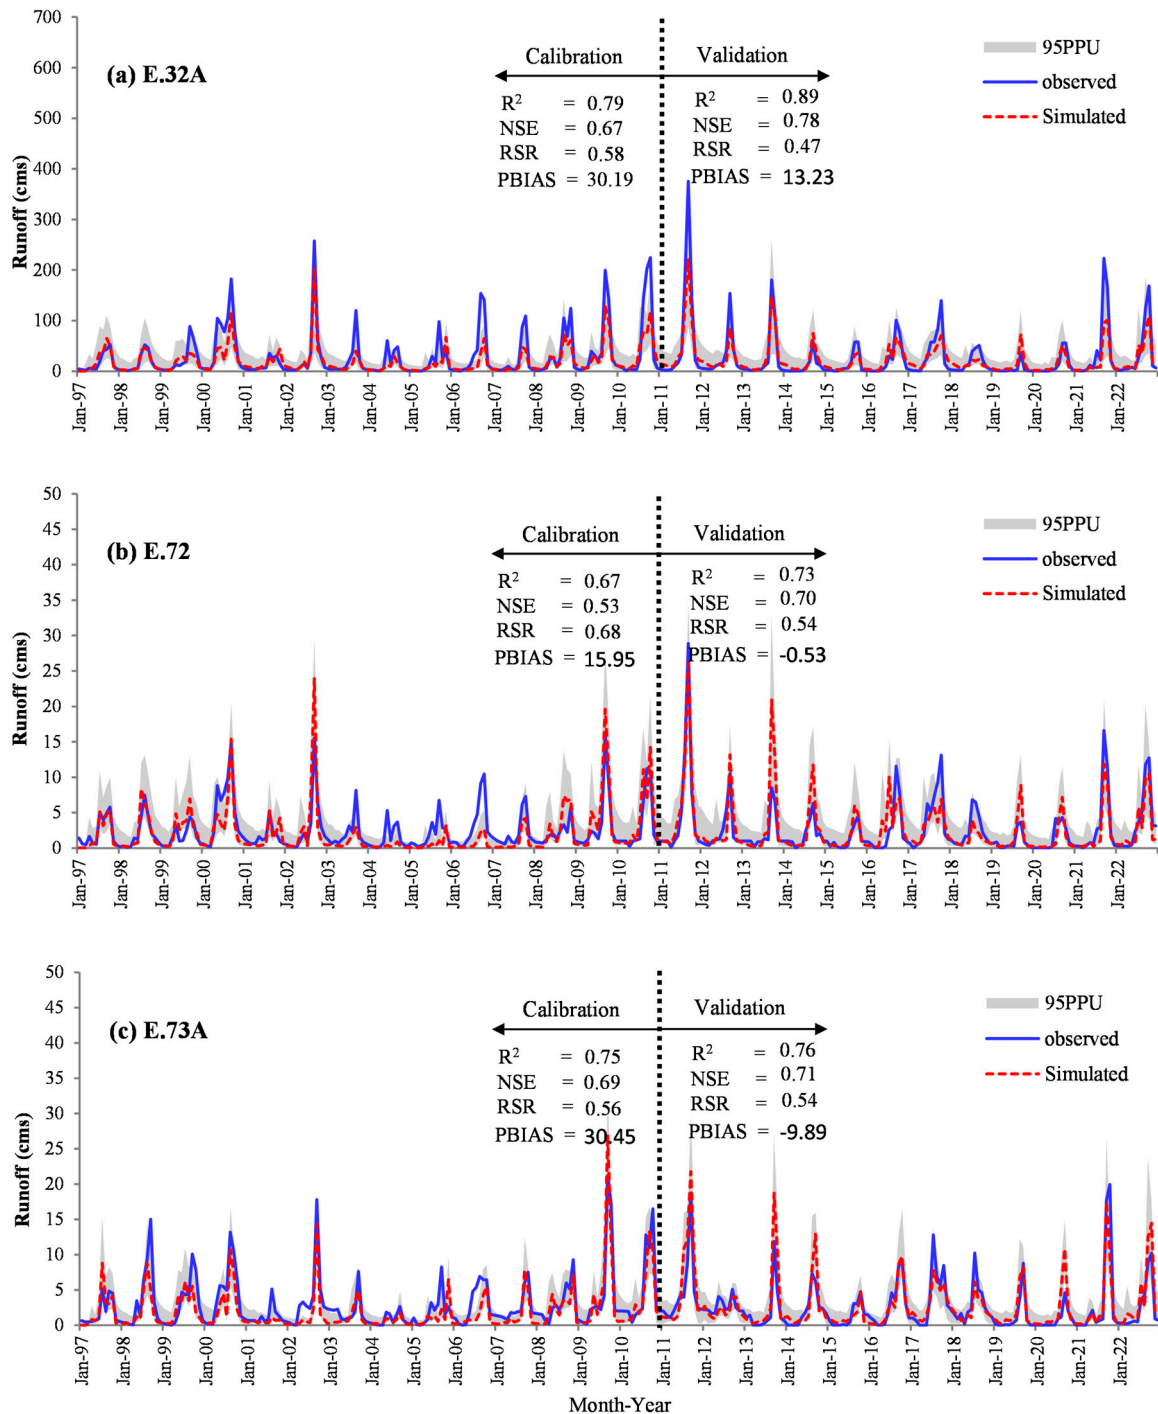 700
600
500
400
300
200
100
0
Runoff (cms)
(a) E.32A
Calibration
Validation
R² = 0.79
NSE = 0.67
RSR = 0.58
PBIAS = 30.19
R² = 0.89
NSE = 0.78
RSR = 0.47
PBIAS = 13.23
95PPU
observed
Simulated
Jan-97
Jan-98
Jan-99
Jan-00
Jan-01
Jan-02
Jan-03
Jan-04
Jan-05
Jan-06
Jan-07
Jan-08
Jan-09
Jan-10
Jan-11
Jan-12
Jan-13
Jan-14
Jan-15
Jan-16
Jan-17
Jan-18
Jan-19
Jan-20
Jan-21
Jan-22
50
45
40
35
30
25
20
15
10
5
0
Runoff (cms)
(b) E.72
Calibration
Validation
R² = 0.67
NSE = 0.53
RSR = 0.68
PBIAS = 15.95
R² = 0.73
NSE = 0.70
RSR = 0.54
PBIAS = -0.53
95PPU
observed
Simulated
Jan-97
Jan-98
Jan-99
Jan-00
Jan-01
Jan-02
Jan-03
Jan-04
Jan-05
Jan-06
Jan-07
Jan-08
Jan-09
Jan-10
Jan-11
Jan-12
Jan-13
Jan-14
Jan-15
Jan-16
Jan-17
Jan-18
Jan-19
Jan-20
Jan-21
Jan-22
50
45
40
35
30
25
20
15
10
5
0
Runoff (cms)
(c) E.73A
Calibration
Validation
R² = 0.75
NSE = 0.69
RSR = 0.56
PBIAS = 30.45
R² = 0.76
NSE = 0.71
RSR = 0.54
PBIAS = -9.89
95PPU
observed
Simulated
Jan-97
Jan-98
Jan-99
Jan-00
Jan-01
Jan-02
Jan-03
Jan-04
Jan-05
Jan-06
Jan-07
Jan-08
Jan-09
Jan-10
Jan-11
Jan-12
Jan-13
Jan-14
Jan-15
Jan-16
Jan-17
Jan-18
Jan-19
Jan-20
Jan-21
Jan-22
Month-Year